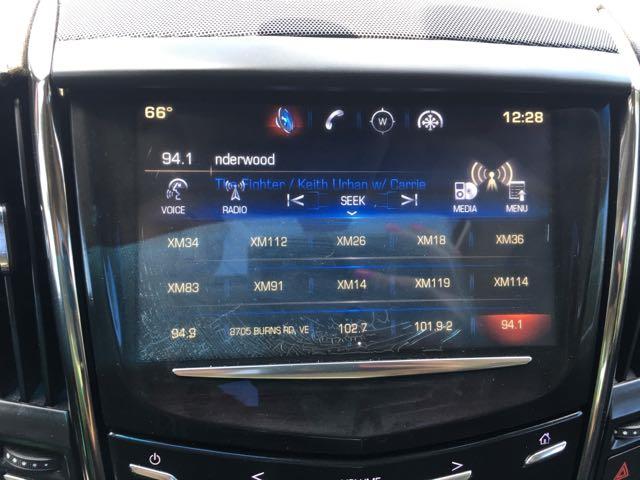 66° W 12:28
94.1 nderwood
The Fighter / Keith Urban w/ Carrie
VOICE RADIO SEEK MEDIA MENU
XM34 XM112 XM26 XM18 XM36
XM83 XM91 XM14 XM119 XM114
94.9 8705 BURNS RD, VE 102.7 101.9-2 94.1
VOLUME